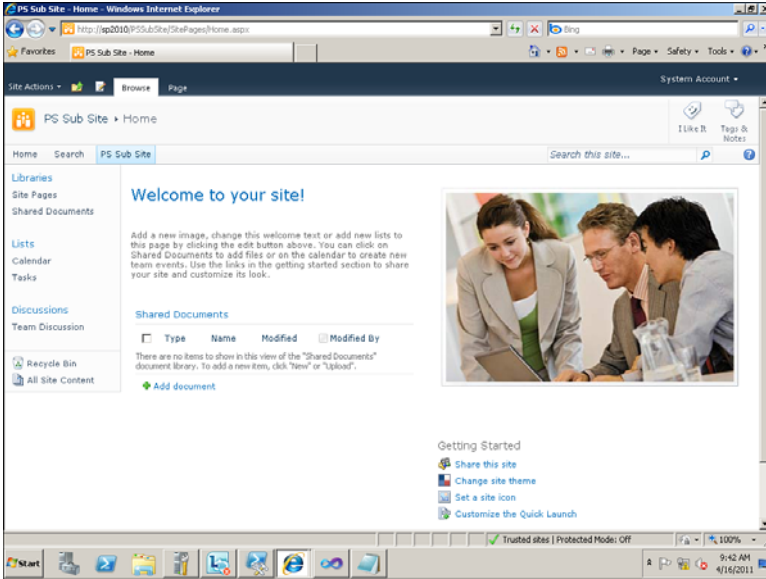 PS Sub Site - Home - Windows Internet Explorer
http://sp2010/PSSubSite/SitePages/Home.aspx
Bing
Favorites PS Sub Site - Home
Page Safety Tools
Site Actions Browse Page System Account
PS Sub Site Home
I Like It Tags & Notes
Home Search PS Sub Site Search this site...
Libraries
Site Pages
Shared Documents
Lists
Calendar
Tasks
Discussions
Team Discussion
Recycle Bin
All Site Content
Welcome to your site!
Add a new image, change this welcome text or add new lists to
this page by clicking the edit button above. You can click on
Shared Documents to add files or on the calendar to create new
team events. Use the links in the getting started section to share
your site and customize its look.
Shared Documents
Type Name Modified Modified By
There are no items to show in this view of the "Shared Documents"
document library. To add a new item, click "New" or "Upload".
Add document
Getting Started
Share this site
Change site theme
Set a site icon
Customize the Quick Launch
Trusted sites | Protected Mode: Off 100%
Start 9:42 AM
4/16/2011